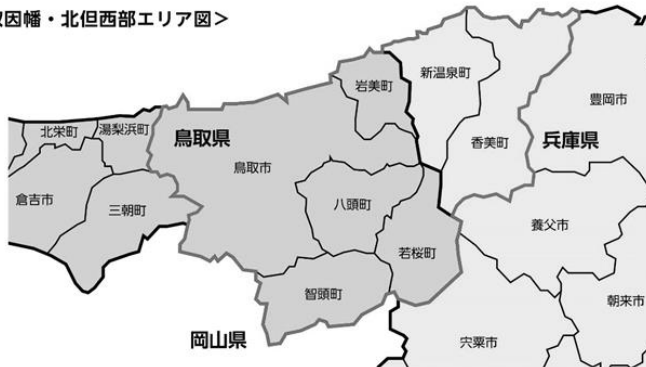 因幡・北但西部エリア図＞
岩美町
新温泉町
豊岡市
北栄町
湯梨浜町
鳥取県
香美町
兵庫県
鳥取市
倉吉市
三朝町
八頭町
養父市
若桜町
智頭町
朝来市
岡山県
宍粟市